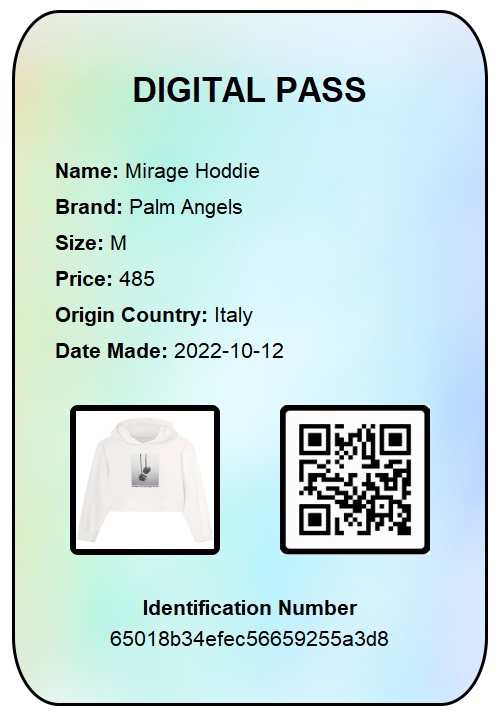 DIGITAL PASS
Name: Mirage Hoddie
Brand: Palm Angels
Size: M
Price: 485
Origin Country: Italy
Date Made: 2022-10-12
Identification Number
65018b34efec56659255a3d8